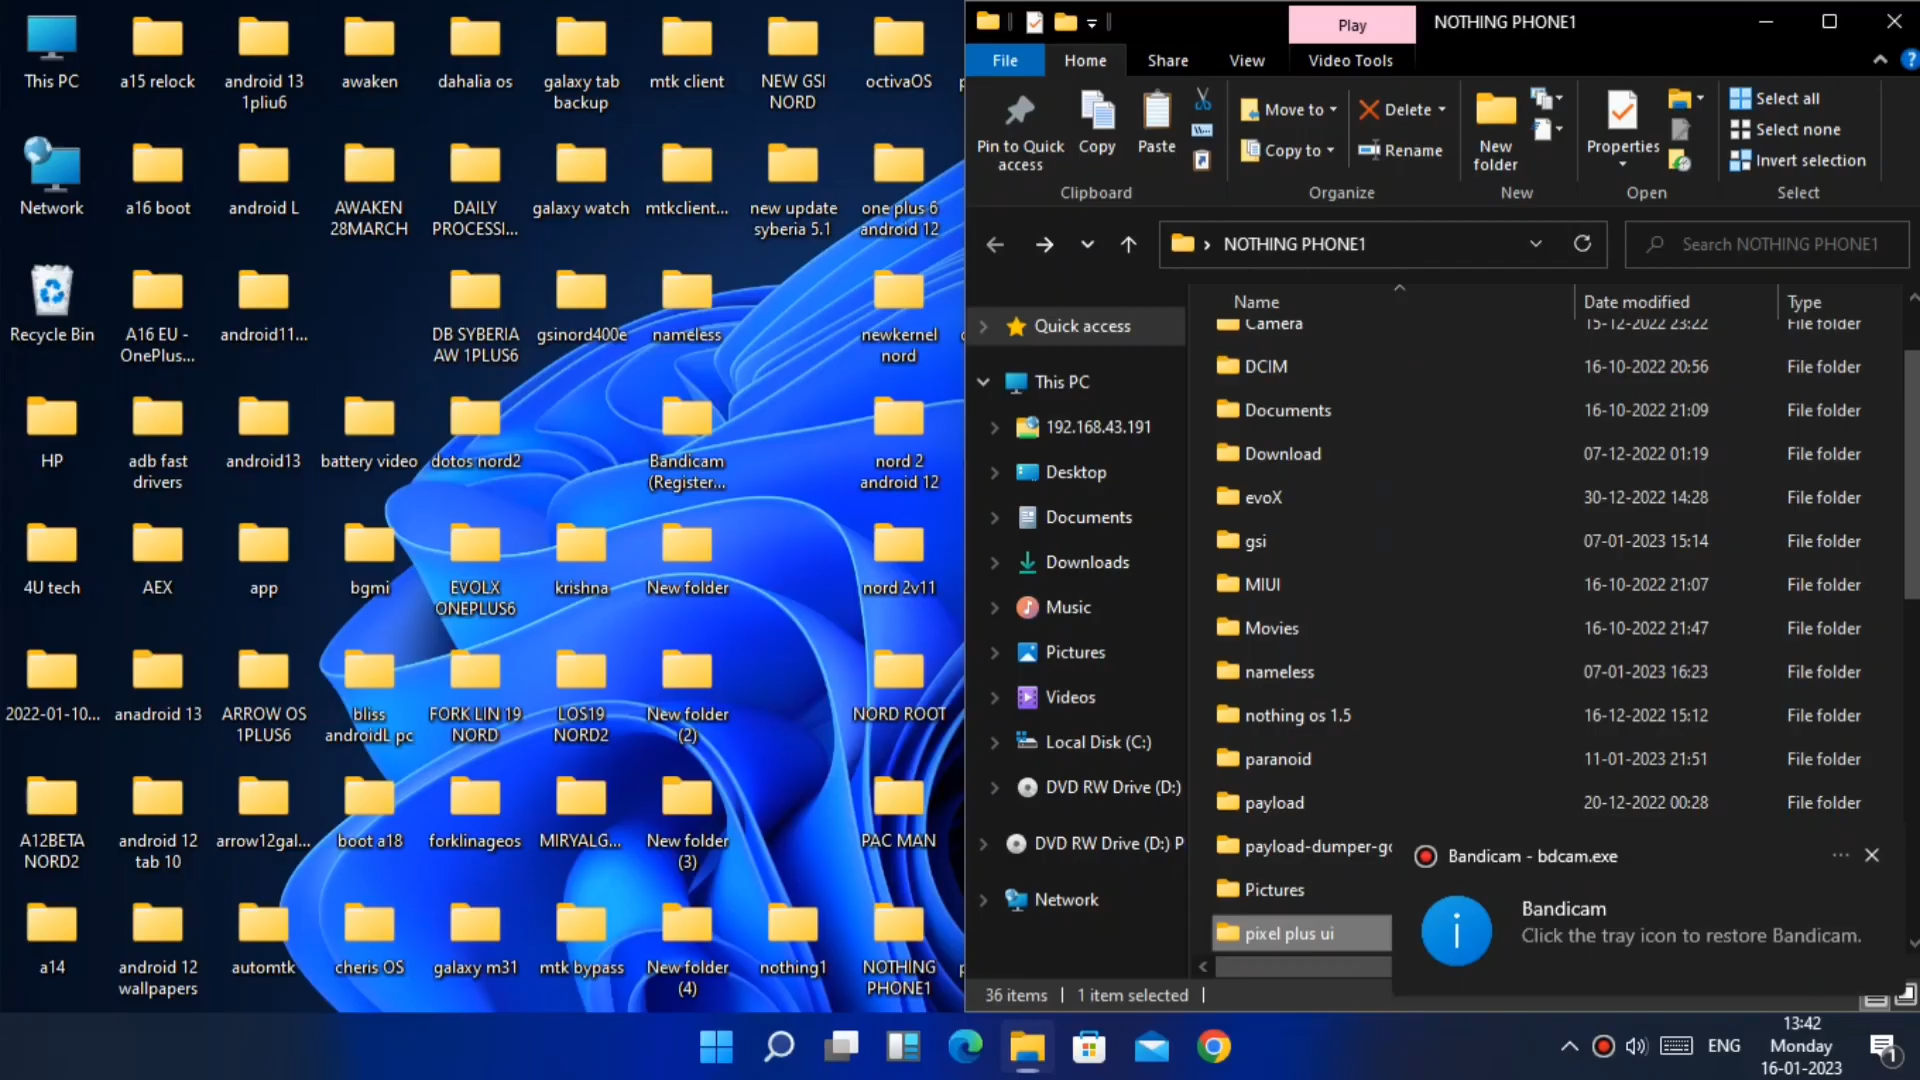 This PC
a15 relock
android 13
1pliu6
awaken
dahalia os
galaxy tab
backup
mtk client
NEW GSI
NORD
octivaOS
Network
a16 boot
android L
AWAKEN
28MARCH
DAILY
PROCESSI...
galaxy watch
mtkclient...
new update
syberia 5.1
one plus 6
android 12
Recycle Bin
A16 EU -
OnePlus...
android11...
DB SYBERIA
AW 1PLUS6
gsinord400e
nameless
newkernel
nord
HP
adb fast
drivers
android13
battery video
dotos nord2
Bandicam
(Register...
nord 2
android 12
4U tech
AEX
app
bgmi
EVOLX
ONEPLUS6
krishna
New folder
nord 2v11
2022-01-10...
anadroid 13
ARROW OS
1PLUS6
bliss
androidL pc
FORK LIN 19
NORD
LOS19
NORD2
New folder
(2)
NORD ROOT
A12BETA
NORD2
android 12
tab 10
arrow12gal...
boot a18
forklinageos
MIRYALG...
New folder
(3)
PAC MAN
a14
android 12
wallpapers
automtk
cheris OS
galaxy m31
mtk bypass
New folder
(4)
nothing1
NOTHING
PHONE1
Play
NOTHING PHONE1
File
Home
Share
View
Video Tools
Pin to Quick
access
Copy
Paste
Move to
Copy to
Delete
Rename
New
folder
Properties
Select all
Select none
Invert selection
Clipboard
Organize
New
Open
Select
NOTHING PHONE1
Search NOTHING PHONE1
Quick access
This PC
192.168.43.191
Desktop
Documents
Downloads
Music
Pictures
Videos
Local Disk (C:)
DVD RW Drive (D:)
DVD RW Drive (D:) P
Network
Name Date modified Type
Camera 15-12-2022 23:22 File folder
DCIM 16-10-2022 20:56 File folder
Documents 16-10-2022 21:09 File folder
Download 07-12-2022 01:19 File folder
evoX 30-12-2022 14:28 File folder
gsi 07-01-2023 15:14 File folder
MIUI 16-10-2022 21:07 File folder
Movies 16-10-2022 21:47 File folder
nameless 07-01-2023 16:23 File folder
nothing os 1.5 16-12-2022 15:12 File folder
paranoid 11-01-2023 21:51 File folder
payload 20-12-2022 00:28 File folder
payload-dumper-go
Pictures
pixel plus ui
Bandicam - bdcam.exe
Bandicam
Click the tray icon to restore Bandicam.
36 items
1 item selected
ENG
13:42
Monday
16-01-2023
1